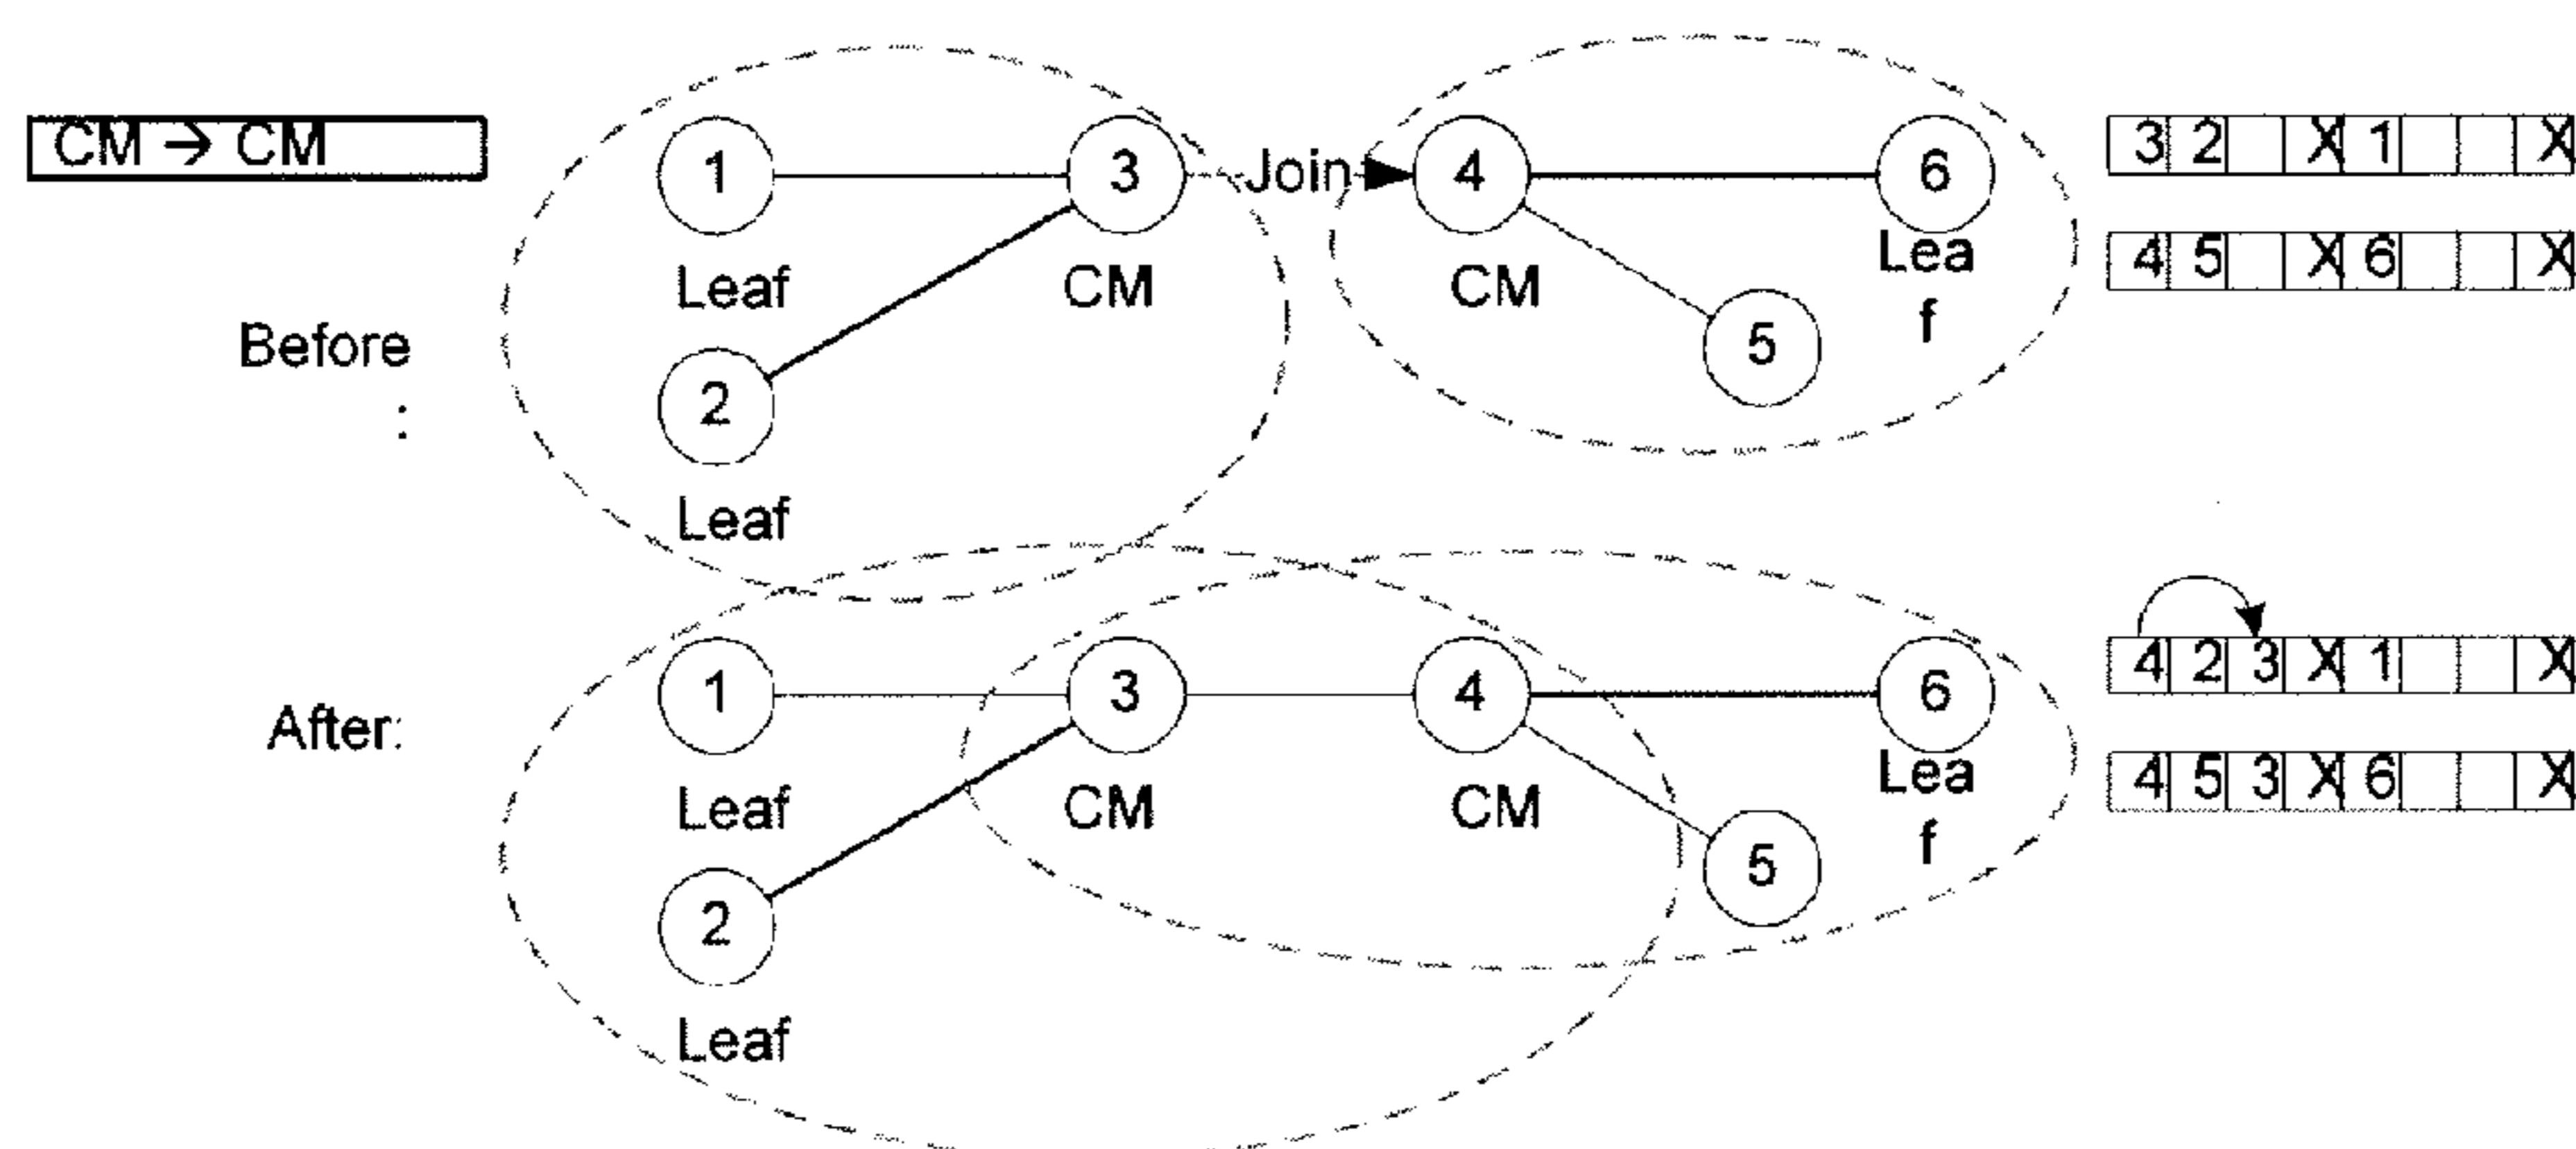 CM → CM
1 3 Join 4 6
3 2 X 1 X
Leaf CM CM Lea
f
4 5 X 6 X
Before
:
2 5
Leaf
After:
1 3 4 6
4 2 3 X 1 X
Leaf CM CM Lea
f
4 5 3 X 6 X
2 5
Leaf